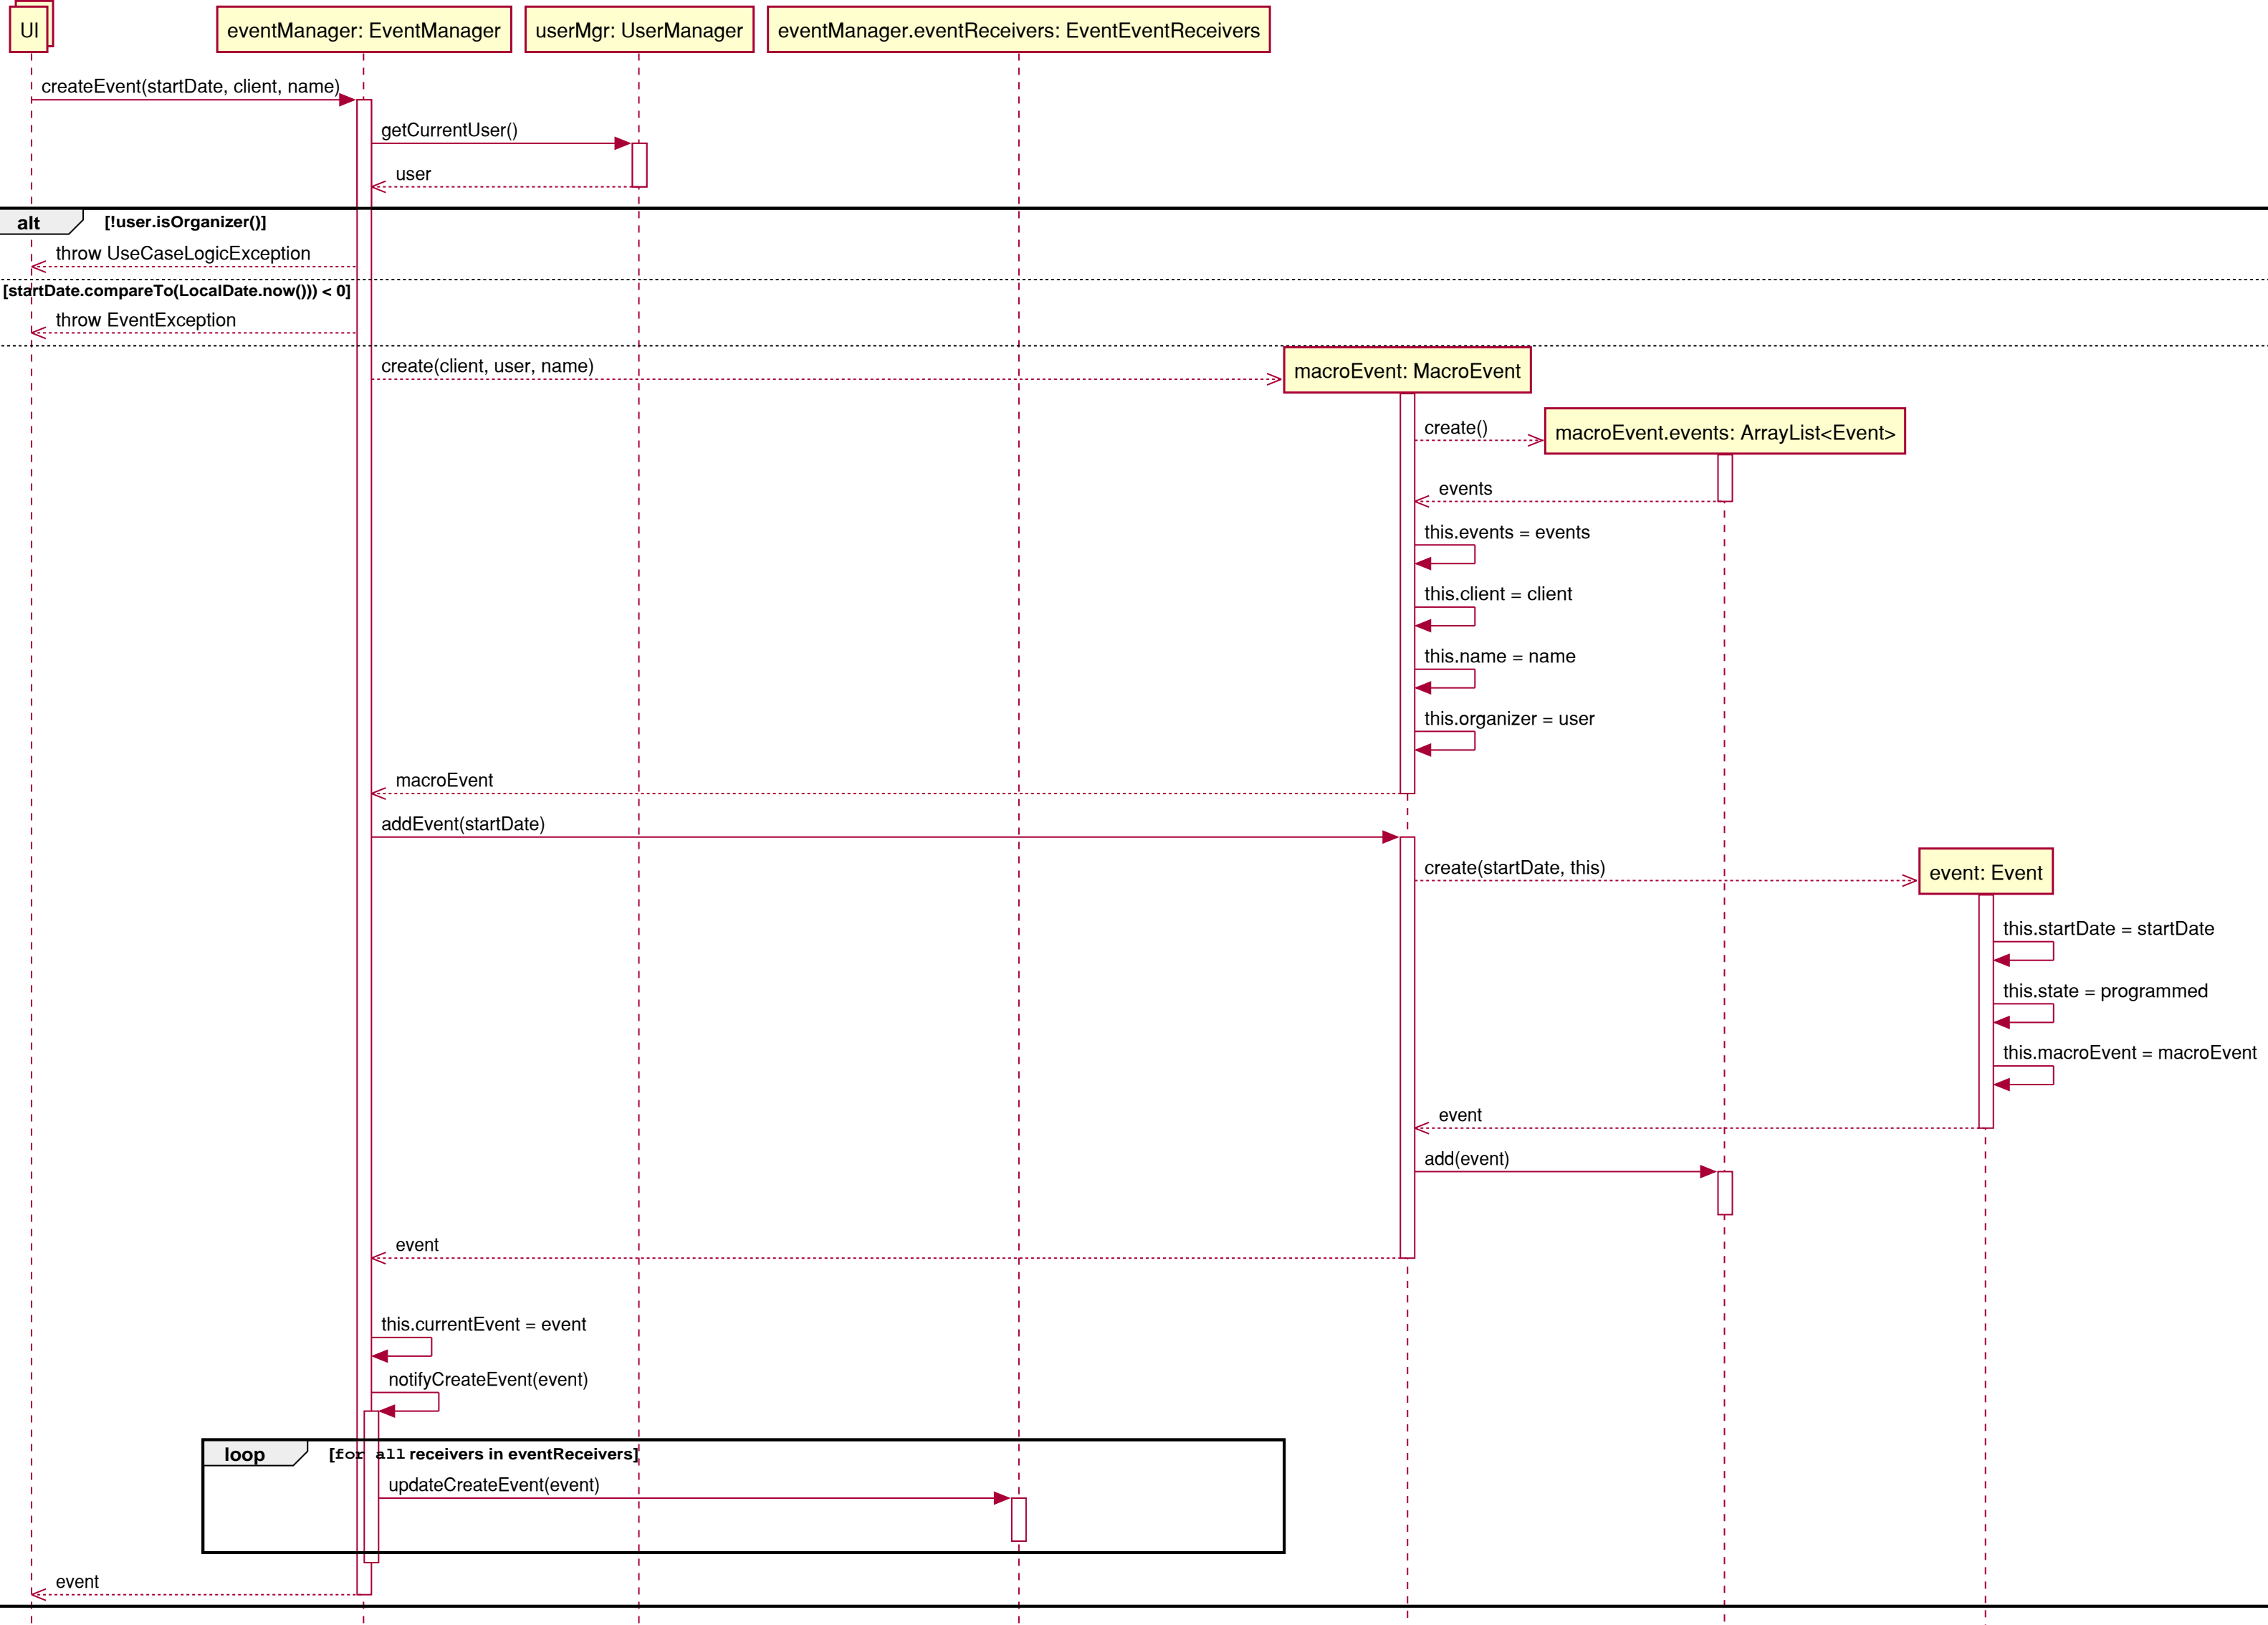 UI
eventManager: EventManager
userMgr: UserManager
eventManager.eventReceivers: EventEventReceivers
createEvent(startDate, client, name)
getCurrentUser()
user
alt
[!user.isOrganizer()]
throw UseCaseLogicException
[startDate.compareTo(LocalDate.now())) < 0]
throw EventException
create(client, user, name)
macroEvent: MacroEvent
create()
macroEvent.events: ArrayList<Event>
events
this.events = events
this.client = client
this.name = name
this.organizer = user
macroEvent
addEvent(startDate)
create(startDate, this)
event: Event
this.startDate = startDate
this.state = programmed
this.macroEvent = macroEvent
event
add(event)
event
this.currentEvent = event
notifyCreateEvent(event)
loop
[for all receivers in eventReceivers]
updateCreateEvent(event)
event